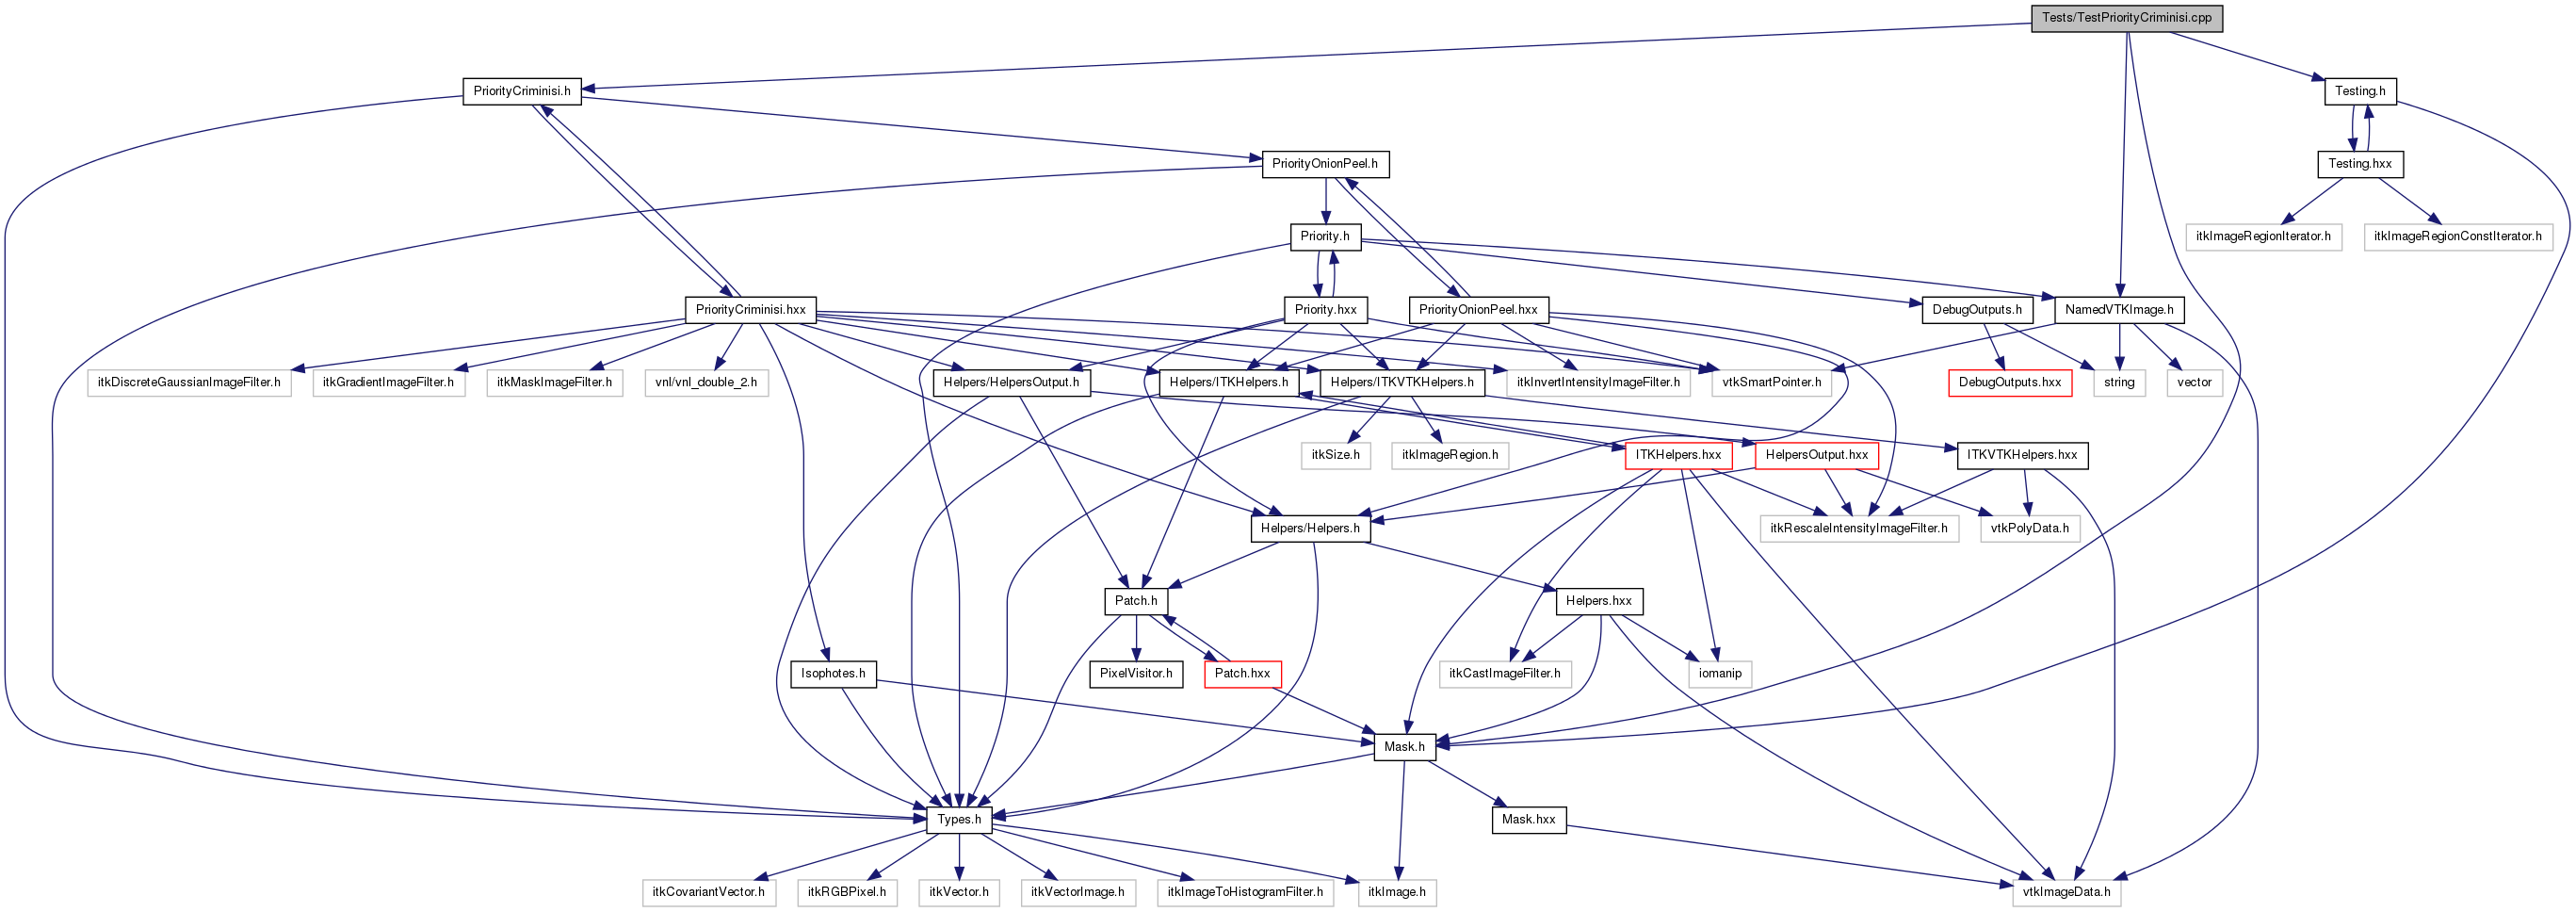 Tests/TestPriorityCriminisi.cpp
PriorityCriminisi.h
Testing.h
PriorityOnionPeel.h
Testing.hxx
Priority.h
itkImageRegionIterator.h
itkImageRegionConstIterator.h
PriorityCriminisi.hxx
Priority.hxx
PriorityOnionPeel.hxx
DebugOutputs.h
NamedVTKImage.h
itkDiscreteGaussianImageFilter.h
itkGradientImageFilter.h
itkMaskImageFilter.h
vnl/vnl_double_2.h
Helpers/HelpersOutput.h
Helpers/ITKHelpers.h
Helpers/ITKVTKHelpers.h
itkInvertIntensityImageFilter.h
vtkSmartPointer.h
DebugOutputs.hxx
string
vector
itkSize.h
itkImageRegion.h
ITKHelpers.hxx
HelpersOutput.hxx
ITKVTKHelpers.hxx
Helpers/Helpers.h
itkRescaleIntensityImageFilter.h
vtkPolyData.h
Patch.h
Helpers.hxx
Isophotes.h
PixelVisitor.h
Patch.hxx
itkCastImageFilter.h
iomanip
Mask.h
Types.h
Mask.hxx
itkCovariantVector.h
itkRGBPixel.h
itkVector.h
itkVectorImage.h
itkImageToHistogramFilter.h
itkImage.h
vtkImageData.h